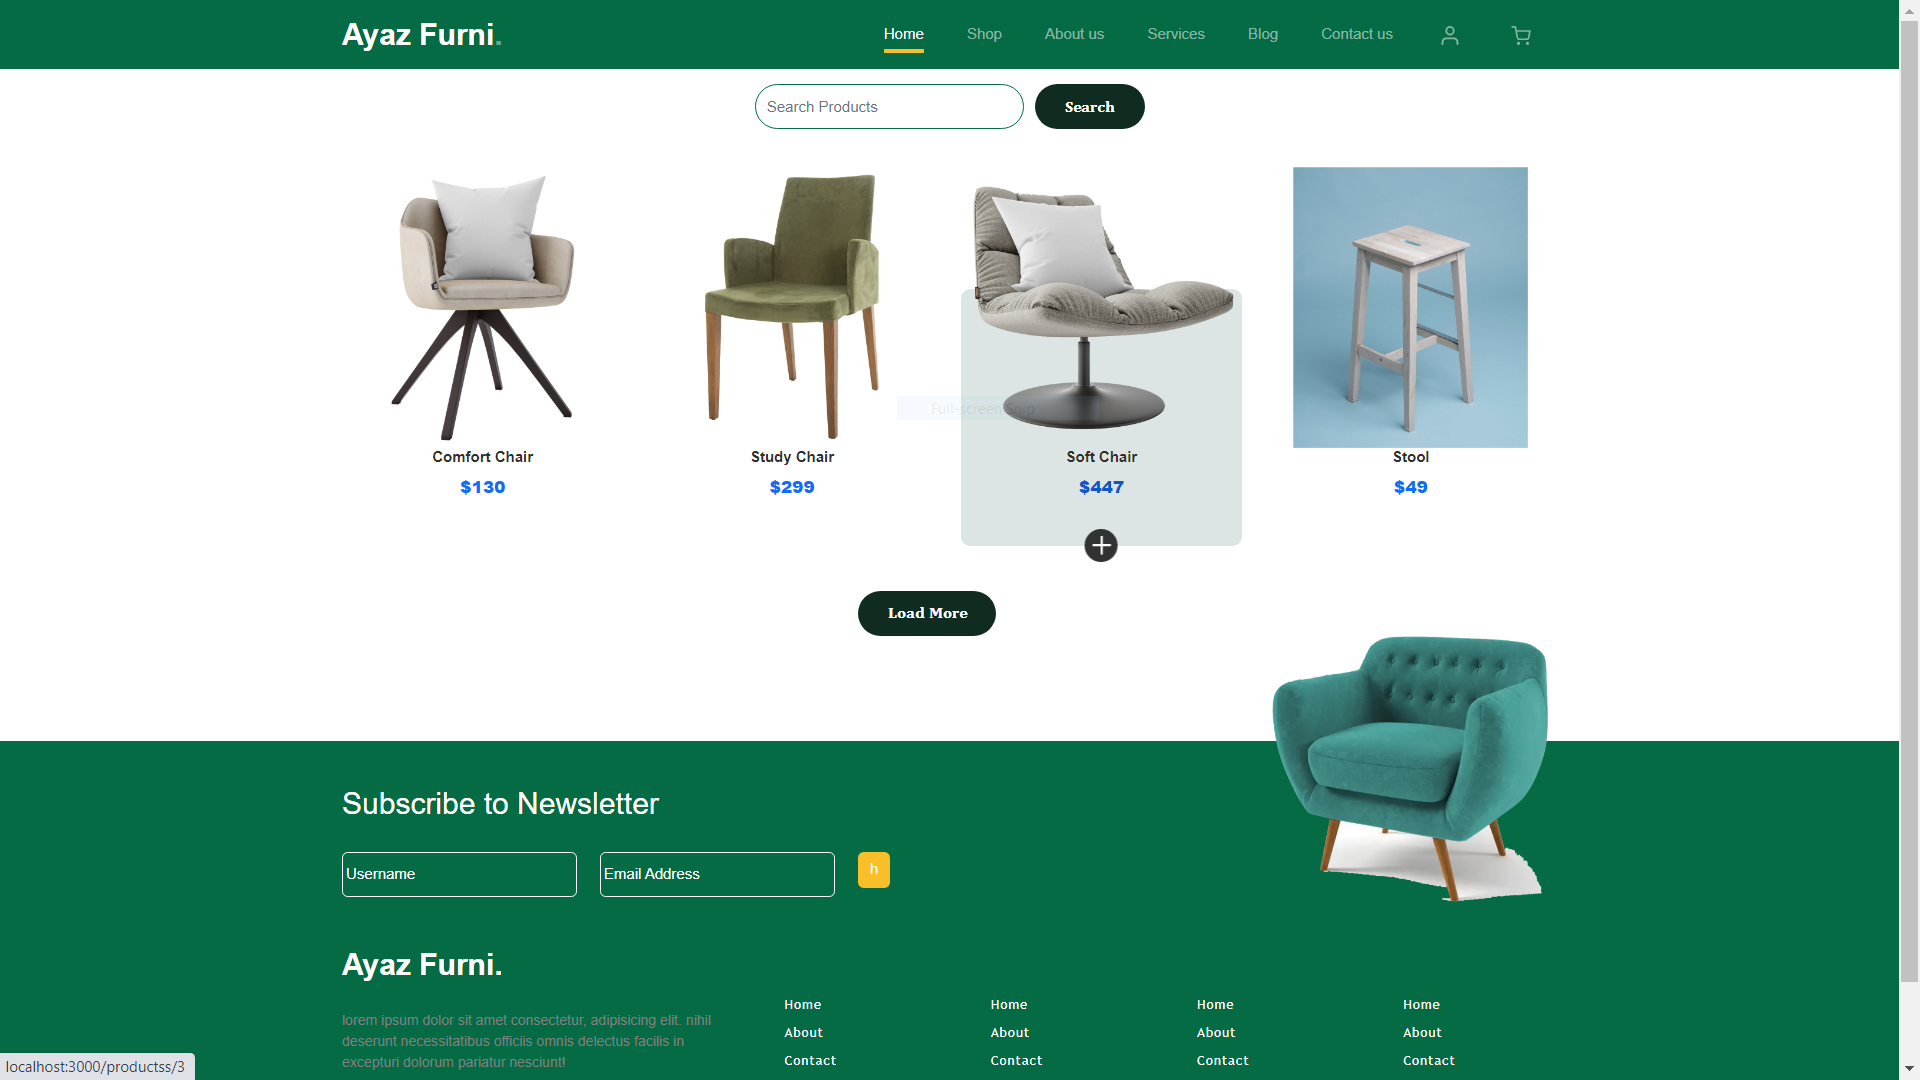 Ayaz Furni.
Home Shop About us Services Blog Contact us
Search Products Search
Full-screen Snip
Comfort Chair Study Chair Soft Chair Stool
$130 $299 $447 $49
Load More
Subscribe to Newsletter
Username Email Address h
Ayaz Furni.
lorem ipsum dolor sit amet consectetur, adipisicing elit. nihil
deserunt necessitatibus officiis omnis delectus facilis in
excepturi dolorum pariatur nesciunt!
Home Home Home Home
About About About About
Contact Contact Contact Contact
localhost:3000/productss/3